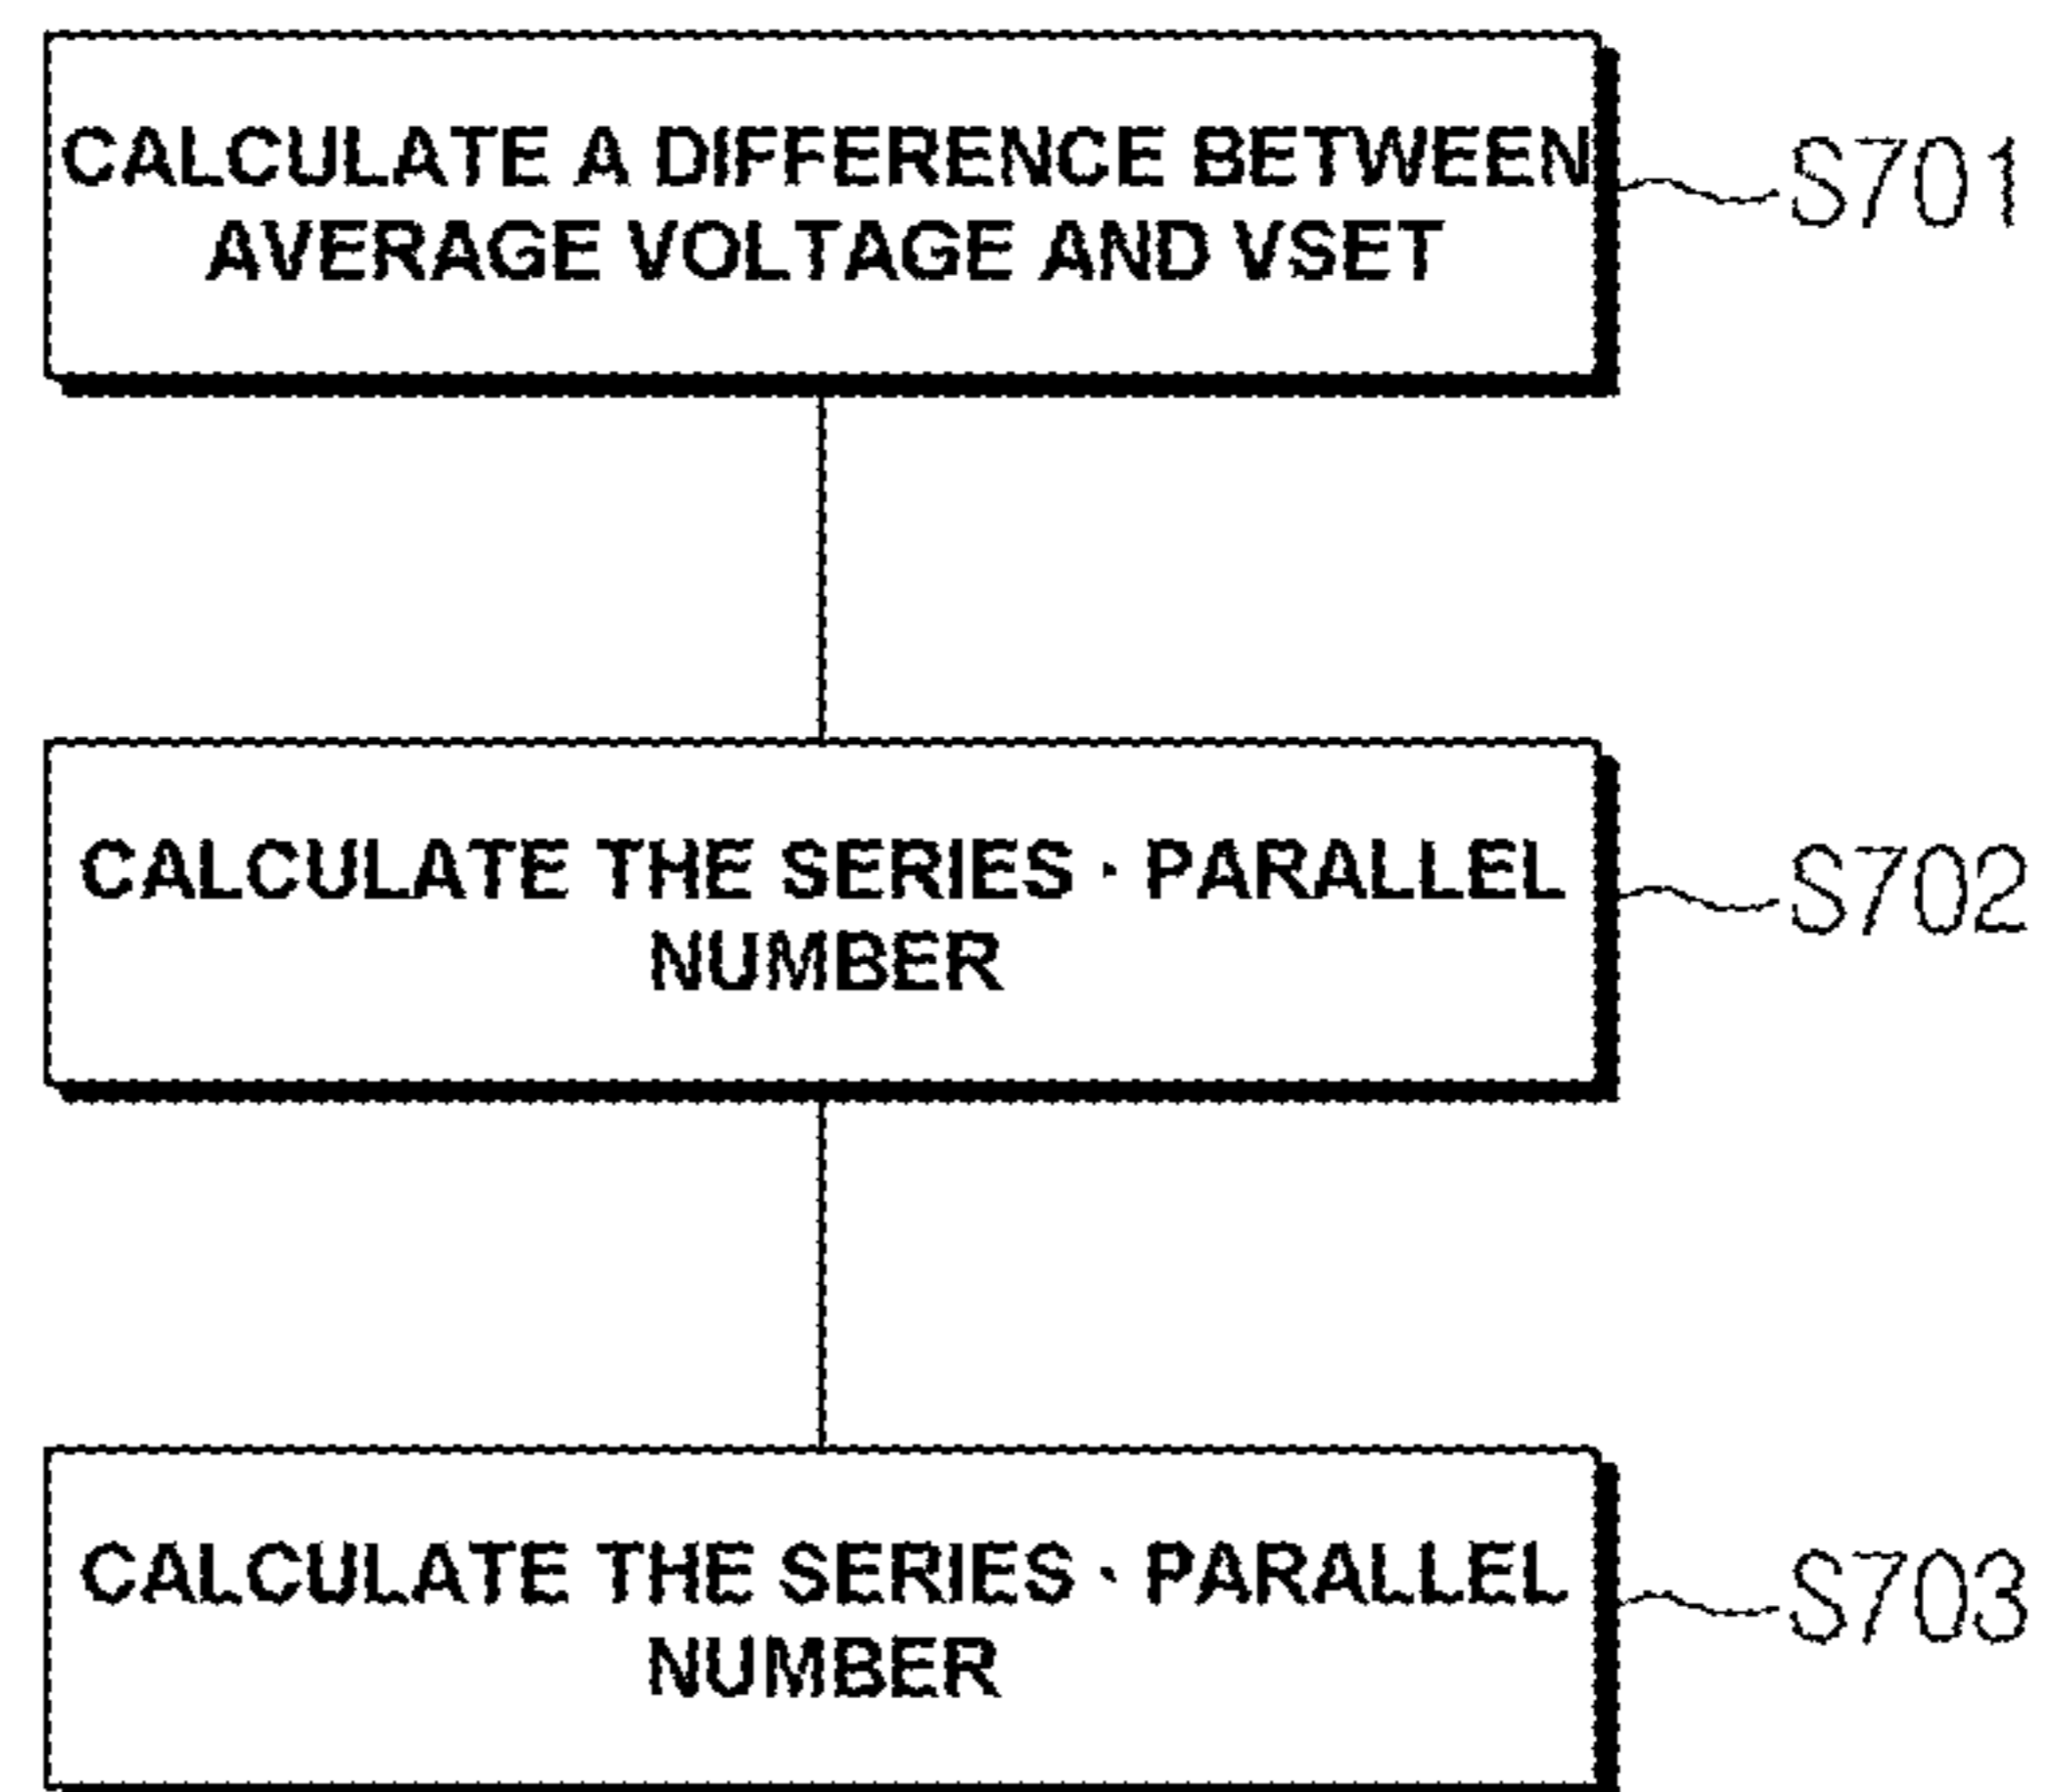 CALCULATE A DIFFERENCE BETWEEN
AVERAGE VOLTAGE AND VSET
S701
CALCULATE THE SERIES · PARALLEL
NUMBER
S702
CALCULATE THE SERIES · PARALLEL
NUMBER
S703